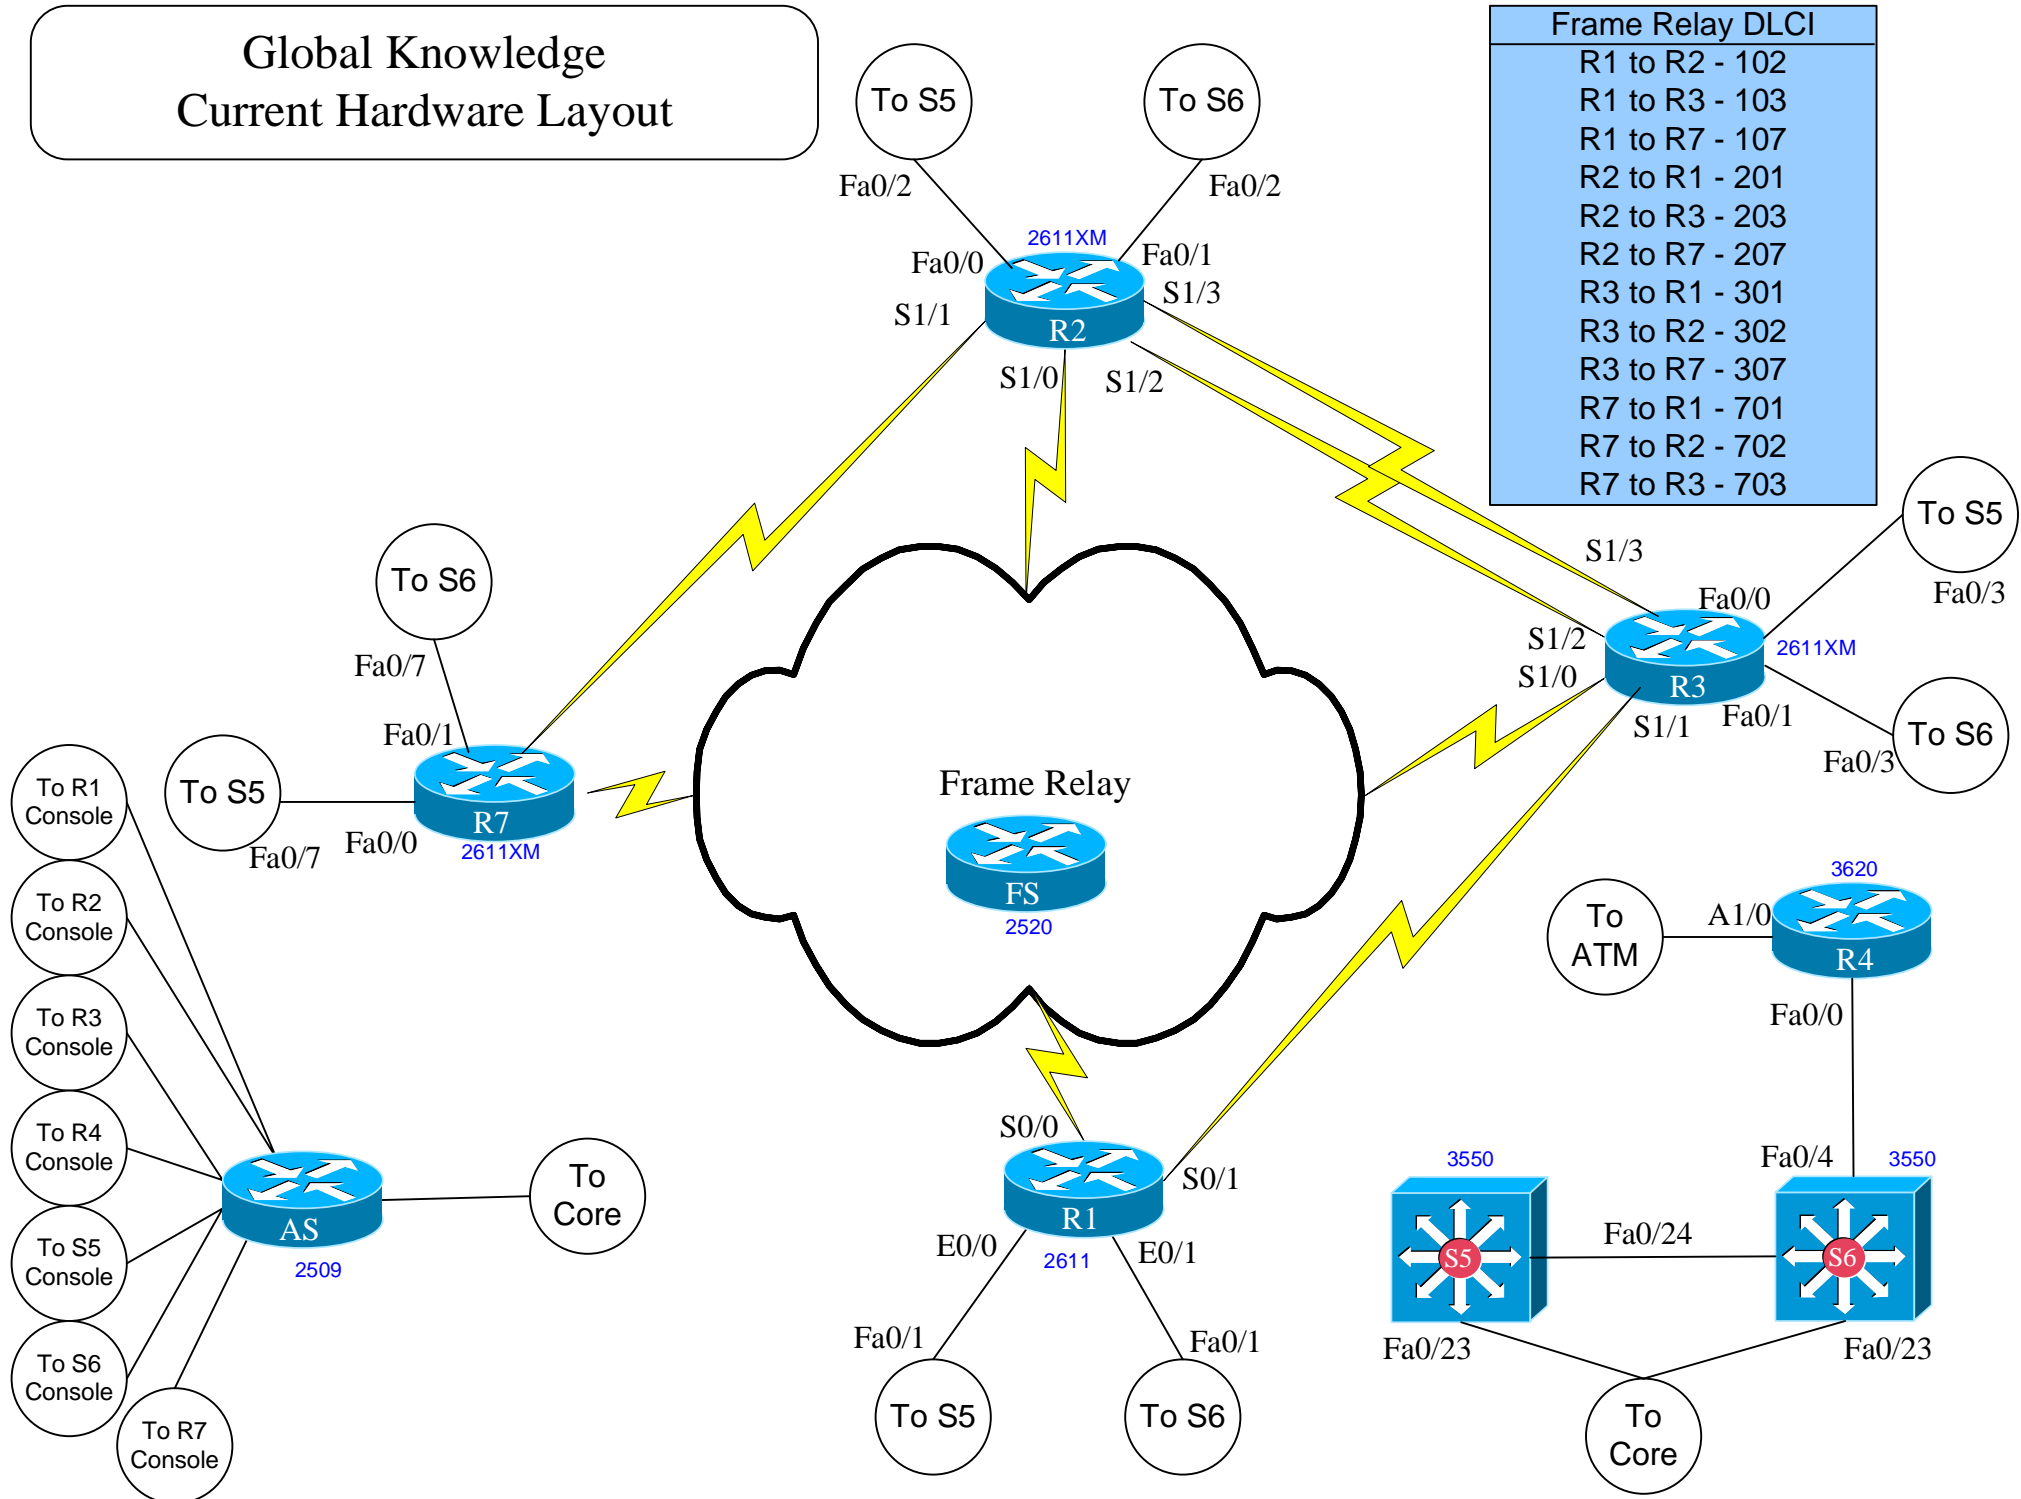 Global Knowledge
Current Hardware Layout
Frame Relay DLCI
R1 to R2 - 102
R1 to R3 - 103
R1 to R7 - 107
R2 to R1 - 201
R2 to R3 - 203
R2 to R7 - 207
R3 to R1 - 301
R3 to R2 - 302
R3 to R7 - 307
R7 to R1 - 701
R7 to R2 - 702
R7 to R3 - 703
To S5
To S6
Fa0/2
Fa0/2
2611XM
Fa0/0
Fa0/1
S1/1
S1/3
R2
S1/0
S1/2
To S6
Fa0/7
Fa0/1
To S5
R7
Fa0/7
Fa0/0
2611XM
S1/3
To S5
Fa0/3
Fa0/0
S1/2
2611XM
S1/0
R3
S1/1
Fa0/1
To S6
Fa0/3
Frame Relay
FS
2520
3620
To
ATM
A1/0
R4
Fa0/0
To R1
Console
To R2
Console
To R3
Console
To R4
Console
To S5
Console
To S6
Console
To R7
Console
AS
2509
To
Core
S0/0
S0/1
R1
E0/0
2611
E0/1
Fa0/1
Fa0/1
To S5
To S6
3550
Fa0/4
3550
S5
Fa0/24
S6
Fa0/23
Fa0/23
To
Core